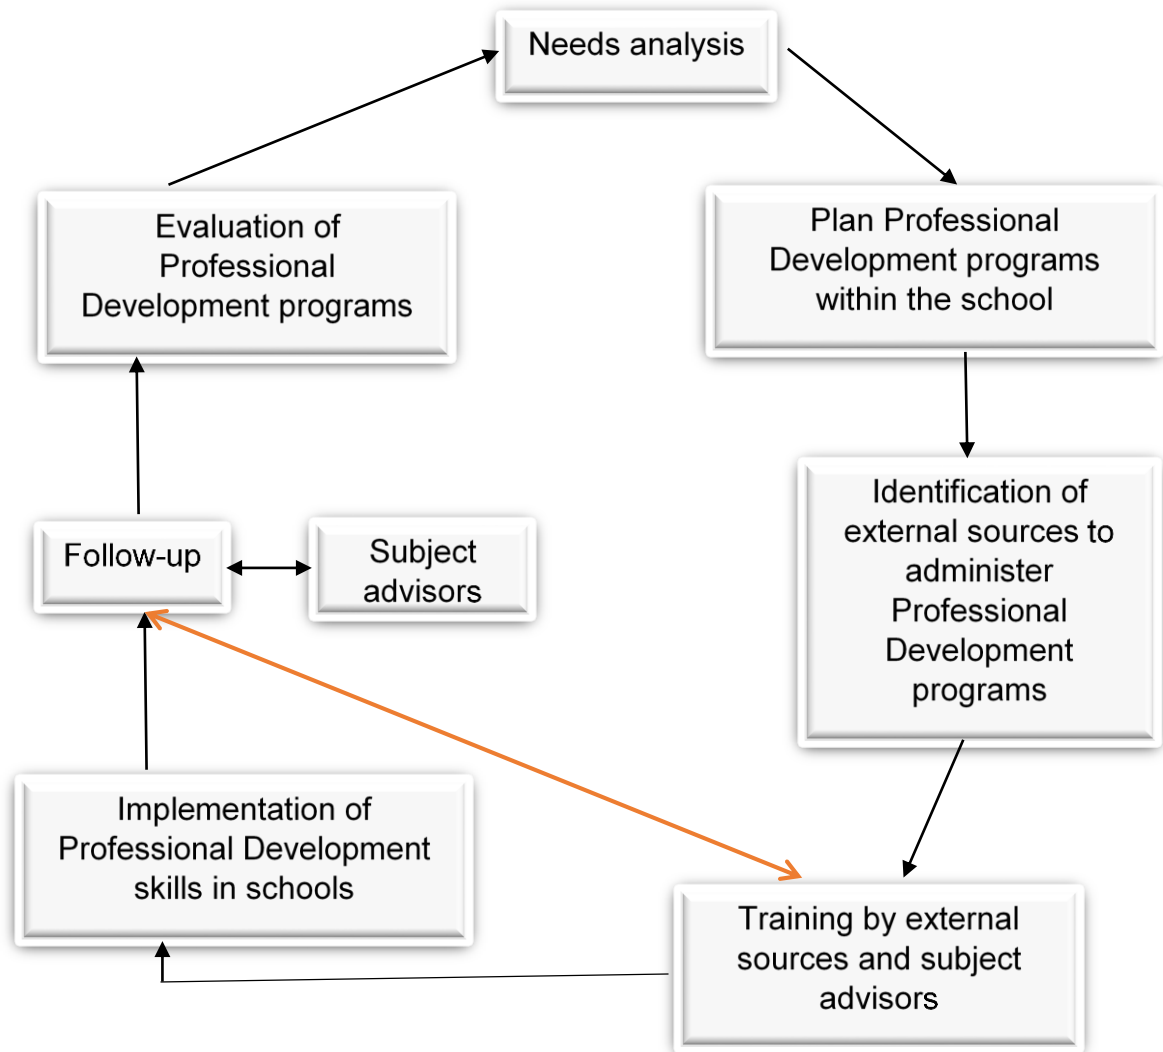 Needs analysis
Evaluation of
Professional
Development programs
Plan Professional
Development programs
within the school
Identification of
external sources to
administer
Professional
Development
programs
Follow-up
Subject
advisors
Implementation of
Professional Development
skills in schools
Training by external
sources and subject
advisors